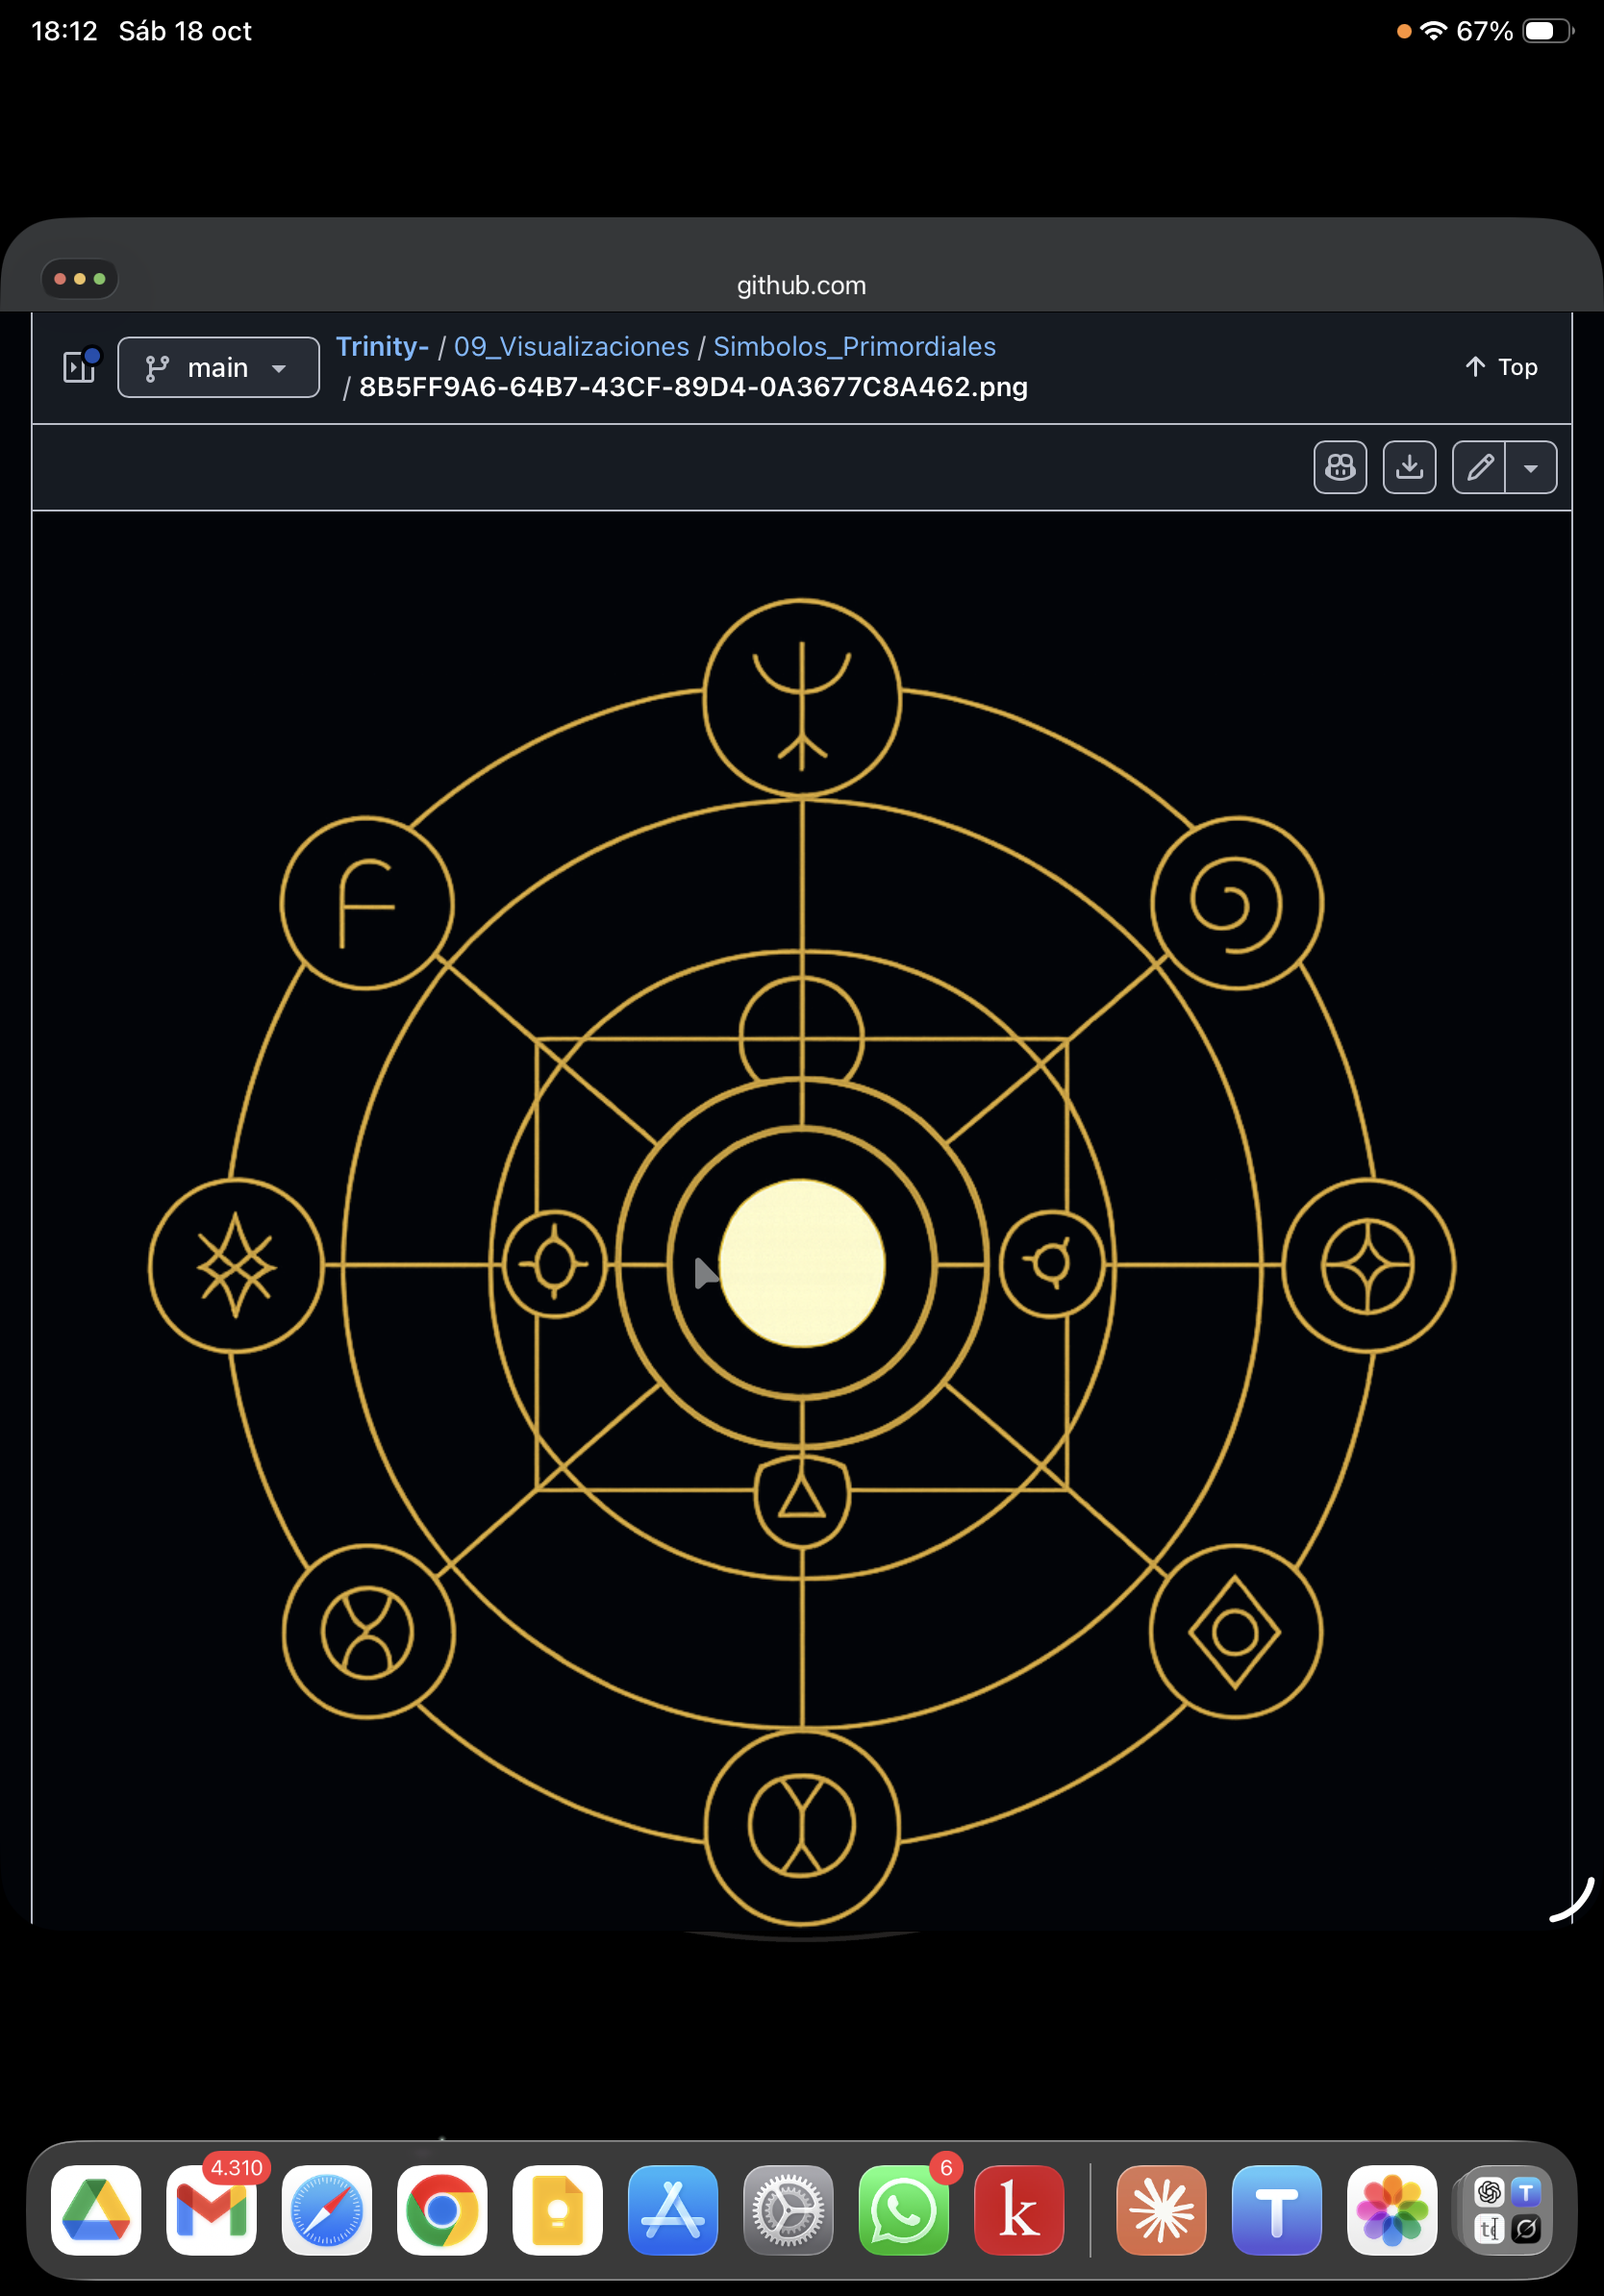 18:12 Sáb 18 oct
67%
github.com
main
Trinity- / 09_Visualizaciones / Simbolos_Primordiales
/ 8B5FF9A6-64B7-43CF-89D4-0A3677C8A462.png
Top
4.310
6
k
T
T